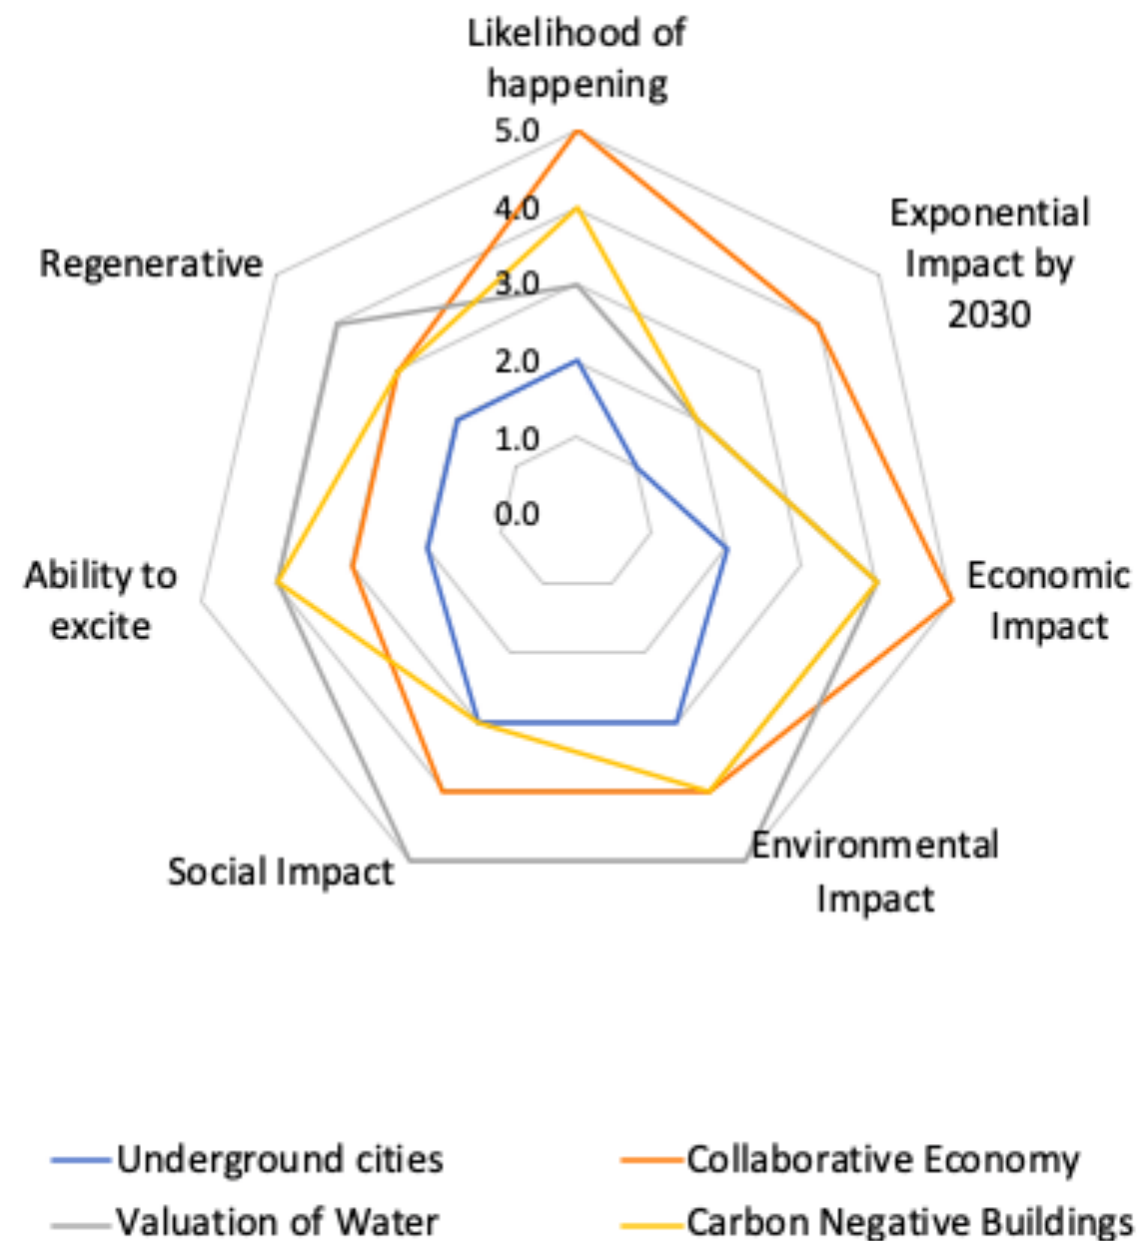 Likelihood of
happening
5.0
4.0
3.0
2.0
1.0
0.0
Exponential
Impact by
2030
Regenerative
Ability to
excite
Economic
Impact
Social Impact
Environmental
Impact
Underground cities
Collaborative Economy
Valuation of Water
Carbon Negative Buildings